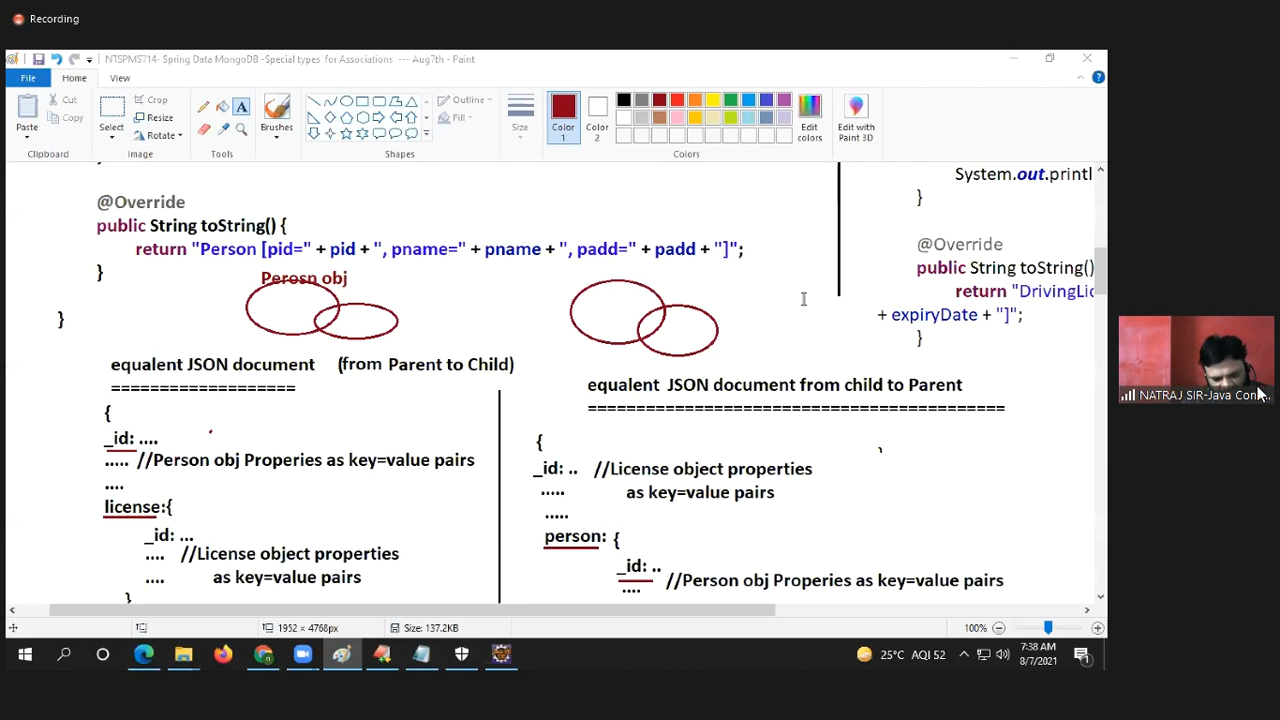 Recording
NTSPMS714- Spring Data MongoDB -Special types for Associations --- Aug7th - Paint
File
Home
View
Paste
Cut
Copy
Clipboard
Select
Crop
Resize
Rotate
Image
Tools
Brushes
Shapes
Outline
Fill
Size
Color
1
Color
2
Colors
Edit
colors
Edit with
Paint 3D
System.out.printl
}
@Override
public String toString() {
return "Person [pid=" + pid + ", pname=" + pname + ", padd=" + padd + "]";
}
Perosn obj
}
@Override
public String toString()
return "DrivingLic
+ expiryDate + "]";
}
equalent JSON document (from Parent to Child)
===================
{
_id: ....
..... //Person obj Properies as key=value pairs
....
license:{
_id: ...
.... //License object properties
.... as key=value pairs
}
equalent JSON document from child to Parent
=========================================
{
_id: .. //License object properties
..... as key=value pairs
.....
person: {
_id: ..
.... //Person obj Properies as key=value pairs
1952 × 4768px
Size: 137.2KB
100%
25°C AQI 52
7:38 AM
8/7/2021
1
NATRAJ SIR-Java Con...